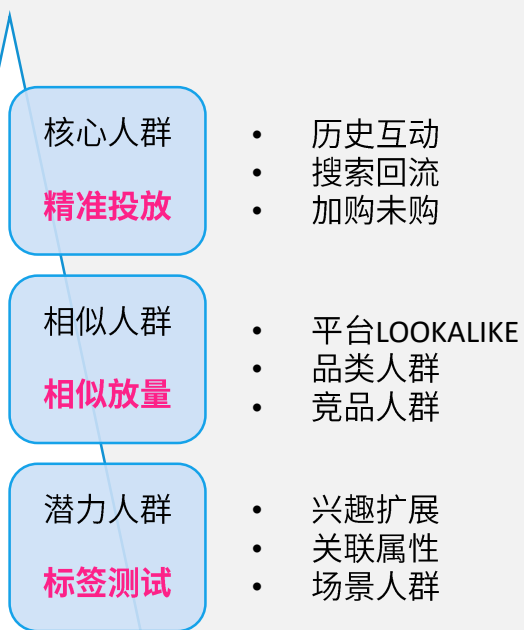 核心人群
精准投放
• 历史互动
• 搜索回流
• 加购未购
相似人群
相似放量
• 平台LOOKALIKE
• 品类人群
• 竞品人群
潜力人群
标签测试
• 兴趣扩展
• 关联属性
• 场景人群